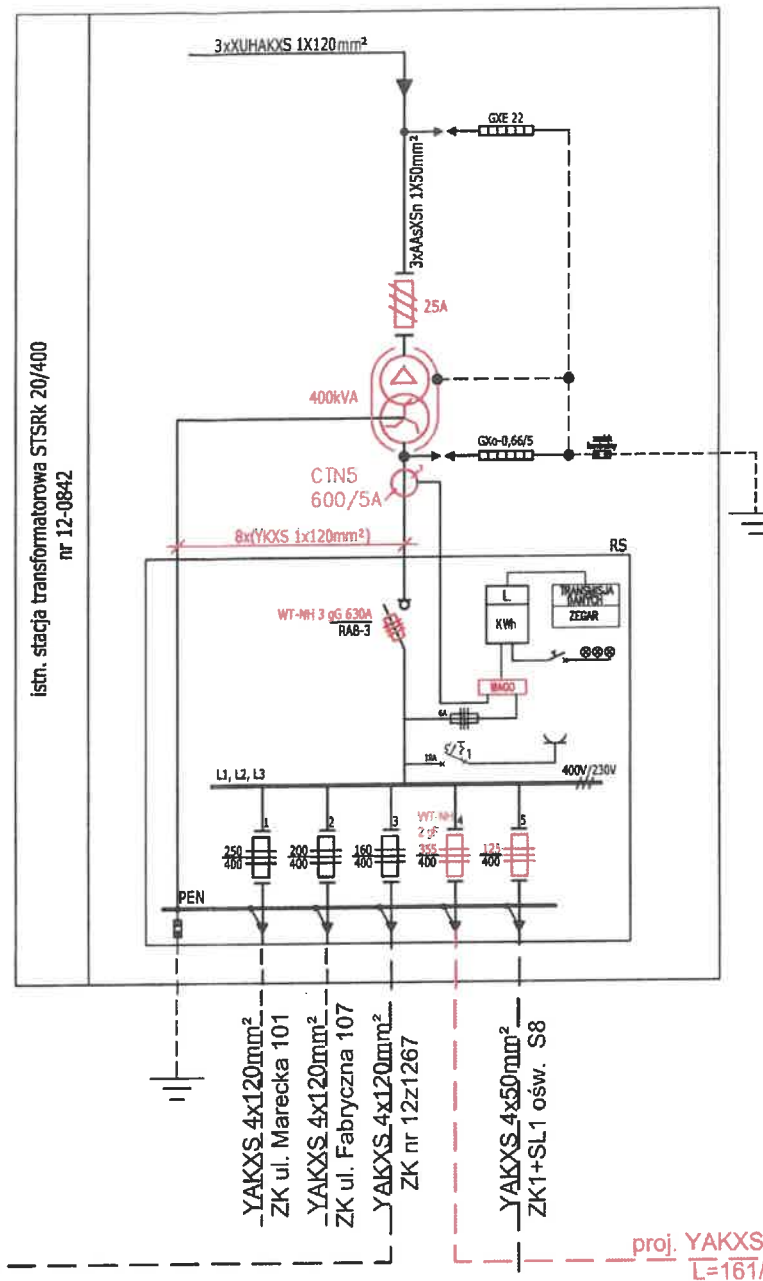 istn. stacja transformatorowa STSRk 20/400
nr 12-0842
3xXUHAKXS 1X120mm²
GXE 22
3xAAsXSn 1X50mm²
25A
400kVA
GXo-0,66/5
CTN5
600/5A
8x(YKXS 1x120mm²)
RS
WT-NH 3 gG 630A
RAB-3
L
KWh
TRANSMISJA
DANYCH
ZEGAR
6A
400V/230V
L1, L2, L3
1
250
400
2
200
400
3
160
400
WT-NH 4
2 gF
355
400
5
125
400
PEN
YAKXS 4x120mm²
ZK ul. Marecka 101
YAKXS 4x120mm²
ZK ul. Fabryczna 107
YAKXS 4x120mm²
ZK nr 12z1267
YAKXS 4x50mm²
ZK1+SL1 ośw. S8
proj. YAKXS
L=161/